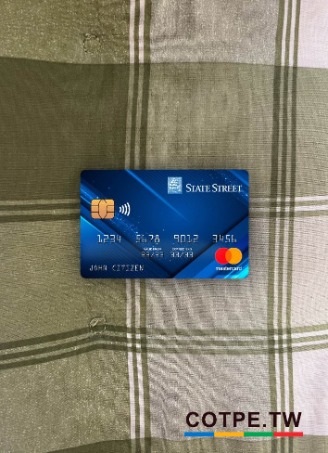 STATE STREET
1234 5678 9012 3456
JOHN CITIZEN
mastercard
COTPE.TW